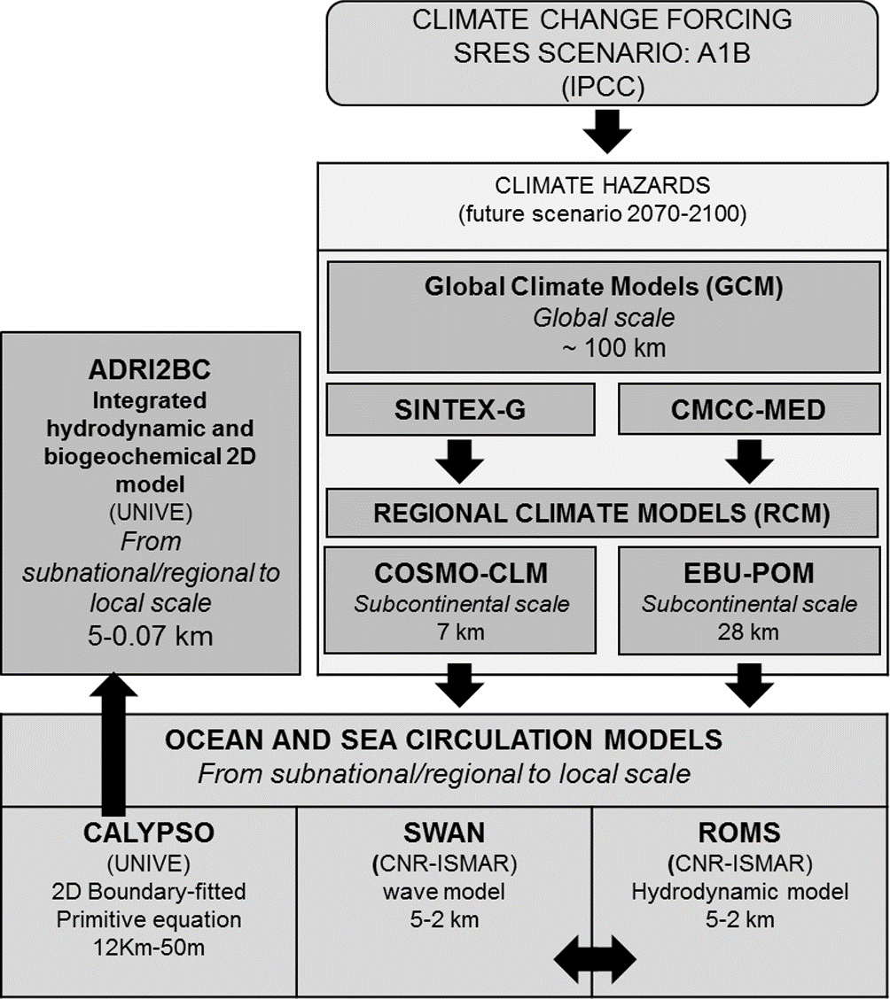 CLIMATE CHANGE FORCING
SRES SCENARIO: A1B
(IPCC)
CLIMATE HAZARDS
(future scenario 2070-2100)
Global Climate Models (GCM)
Global scale
~ 100 km
SINTEX-G
CMCC-MED
REGIONAL CLIMATE MODELS (RCM)
COSMO-CLM
Subcontinental scale
7 km
EBU-POM
Subcontinental scale
28 km
ADRI2BC
Integrated
hydrodynamic and
biogeochemical 2D
model
(UNIVE)
From
subnational/regional to
local scale
5-0.07 km
OCEAN AND SEA CIRCULATION MODELS
From subnational/regional to local scale
CALYPSO
(UNIVE)
2D Boundary-fitted
Primitive equation
12Km-50m
SWAN
(CNR-ISMAR)
wave model
5-2 km
ROMS
(CNR-ISMAR)
Hydrodynamic model
5-2 km